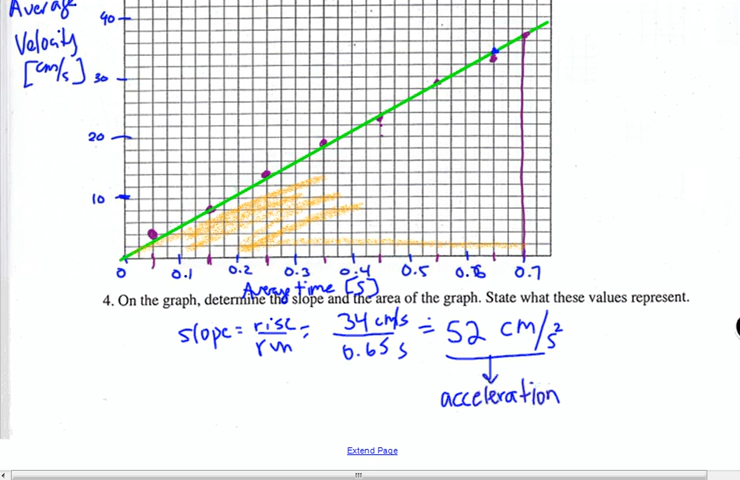 Average
Velocity
[cm/s]
40
30
20
10
0 0.1 0.2 0.3 0.4 0.5 0.6 0.7
Average time [s]
4. On the graph, determine the slope and the area of the graph. State what these values represent.
slope = rise/run = 34 cm/s / 0.65 s = 52 cm/s²
acceleration
Extend Page